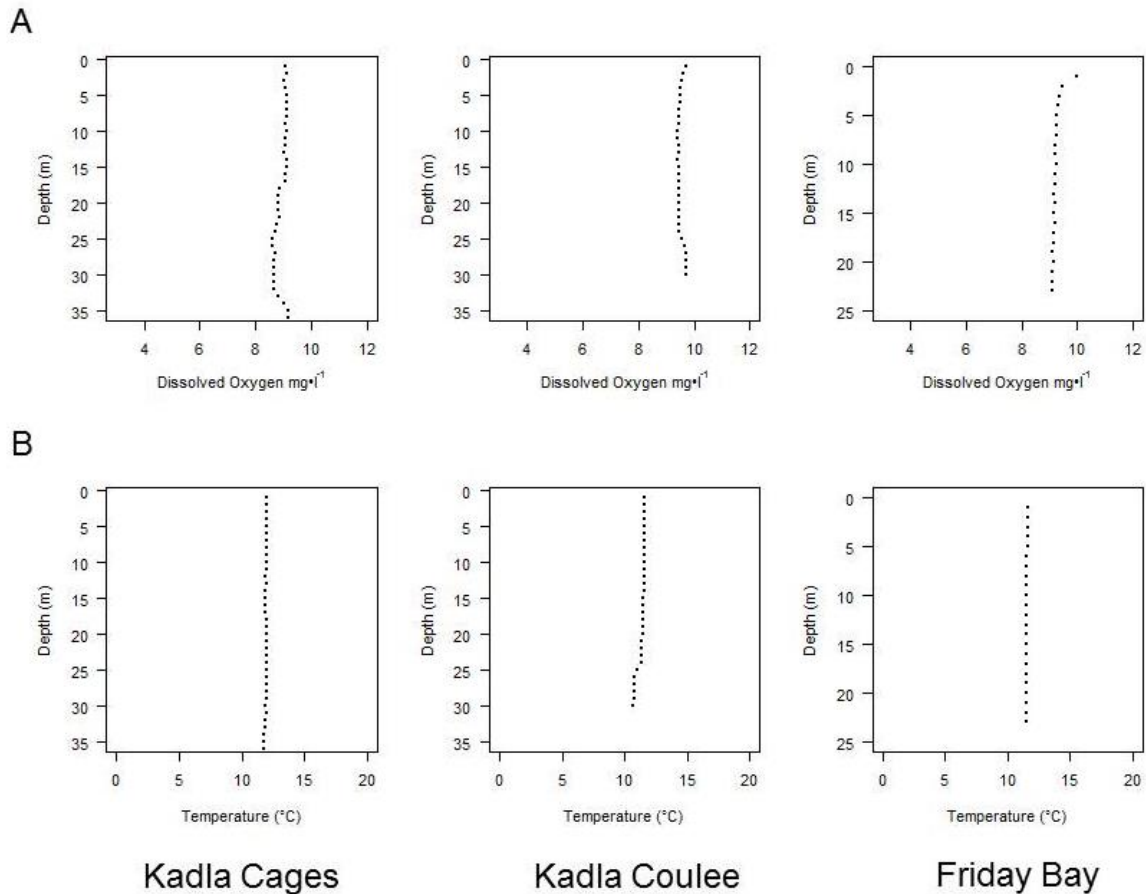 A
0
5
10
15
20
25
30
35
Depth (m)
4 6 8 10 12
Dissolved Oxygen mg•l⁻¹
0
5
10
15
20
25
30
35
Depth (m)
4 6 8 10 12
Dissolved Oxygen mg•l⁻¹
0
5
10
15
20
25
Depth (m)
4 6 8 10 12
Dissolved Oxygen mg•l⁻¹
B
0
5
10
15
20
25
30
35
Depth (m)
0 5 10 15 20
Temperature (°C)
0
5
10
15
20
25
30
35
Depth (m)
0 5 10 15 20
Temperature (°C)
0
5
10
15
20
25
Depth (m)
0 5 10 15 20
Temperature (°C)
Kadla Cages
Kadla Coulee
Friday Bay